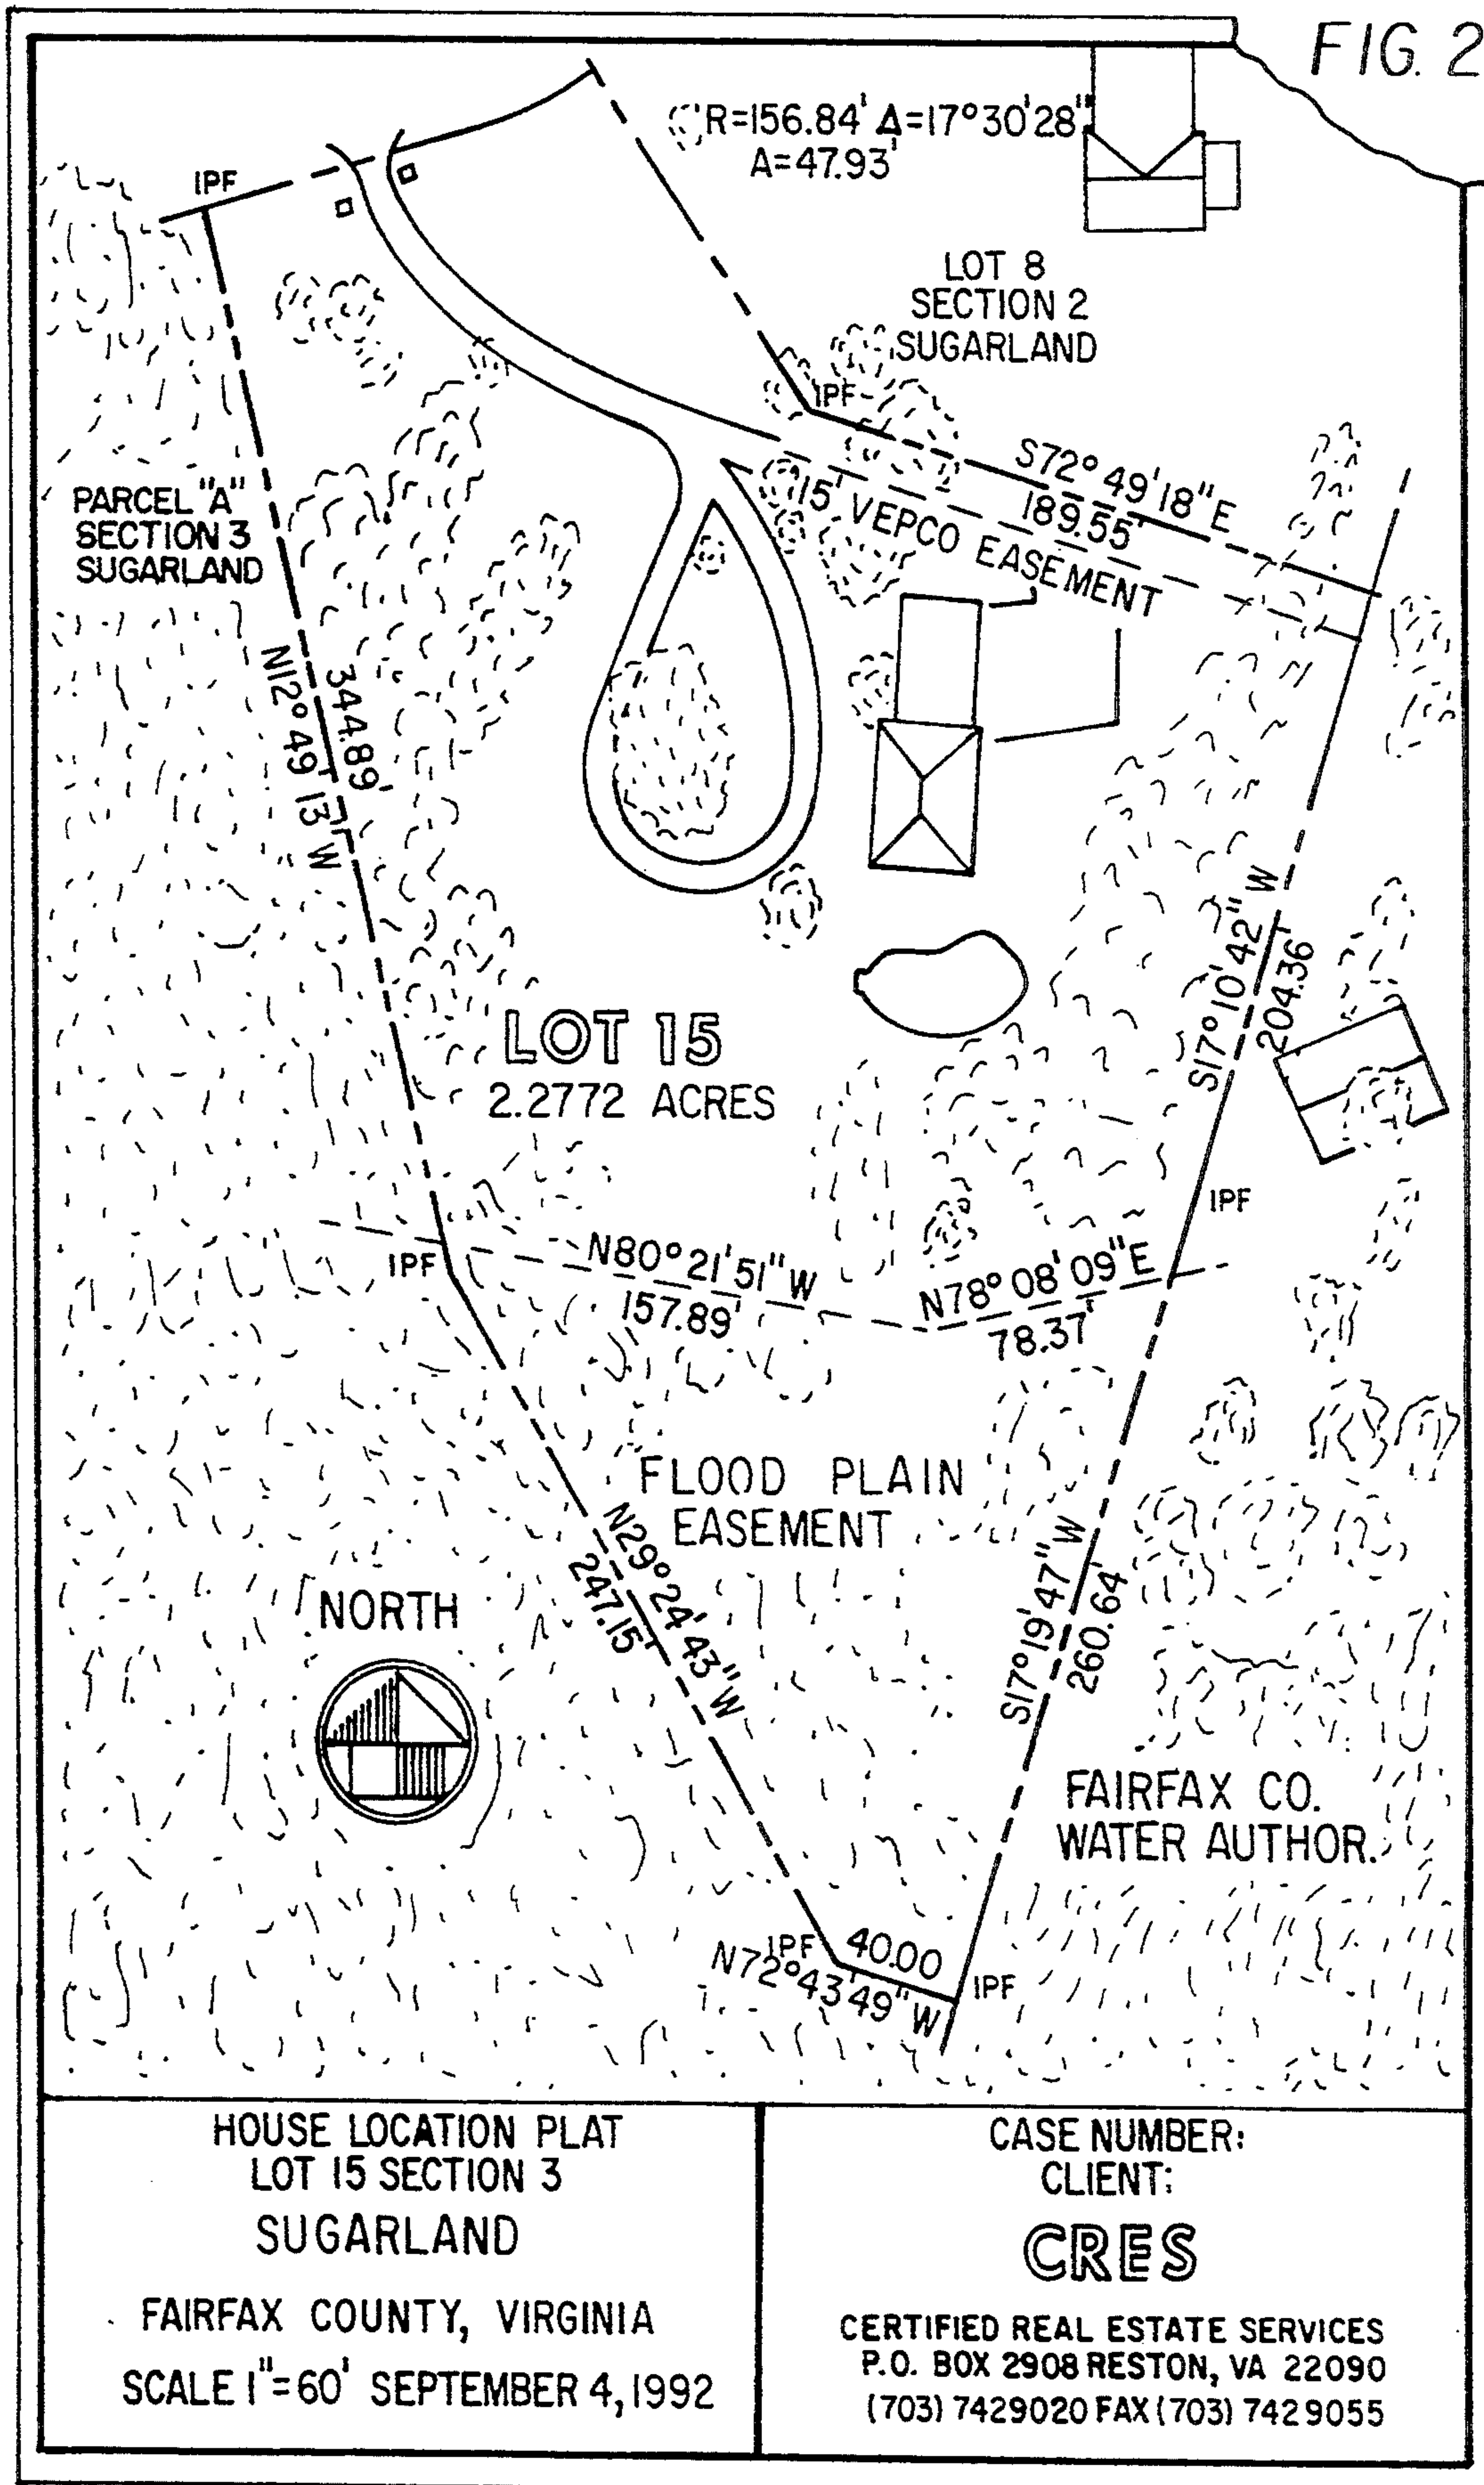 FIG. 2
R=156.84' Δ=17°30'28"
A=47.93'
IPF
LOT 8
SECTION 2
SUGARLAND
IPF
S72°49'18"E
189.55'
15' VEPCO EASEMENT
PARCEL "A"
SECTION 3
SUGARLAND
N12°49'13"W
344.89'
S17°10'42" W
204.36'
LOT 15
2.2772 ACRES
IPF
IPF
N80°21'51"W
157.89'
N78°08'09"E
78.37'
FLOOD PLAIN
EASEMENT
N29°24'43"W
247.15'
S17°19'47"W
260.64'
NORTH
FAIRFAX CO.
WATER AUTHOR.
IPF
40.00
N72°43'49"W
IPF
HOUSE LOCATION PLAT
LOT 15 SECTION 3
SUGARLAND
FAIRFAX COUNTY, VIRGINIA
SCALE 1"=60' SEPTEMBER 4,1992
CASE NUMBER:
CLIENT:
CRES
CERTIFIED REAL ESTATE SERVICES
P.O. BOX 2908 RESTON, VA 22090
(703) 7429020 FAX (703) 7429055